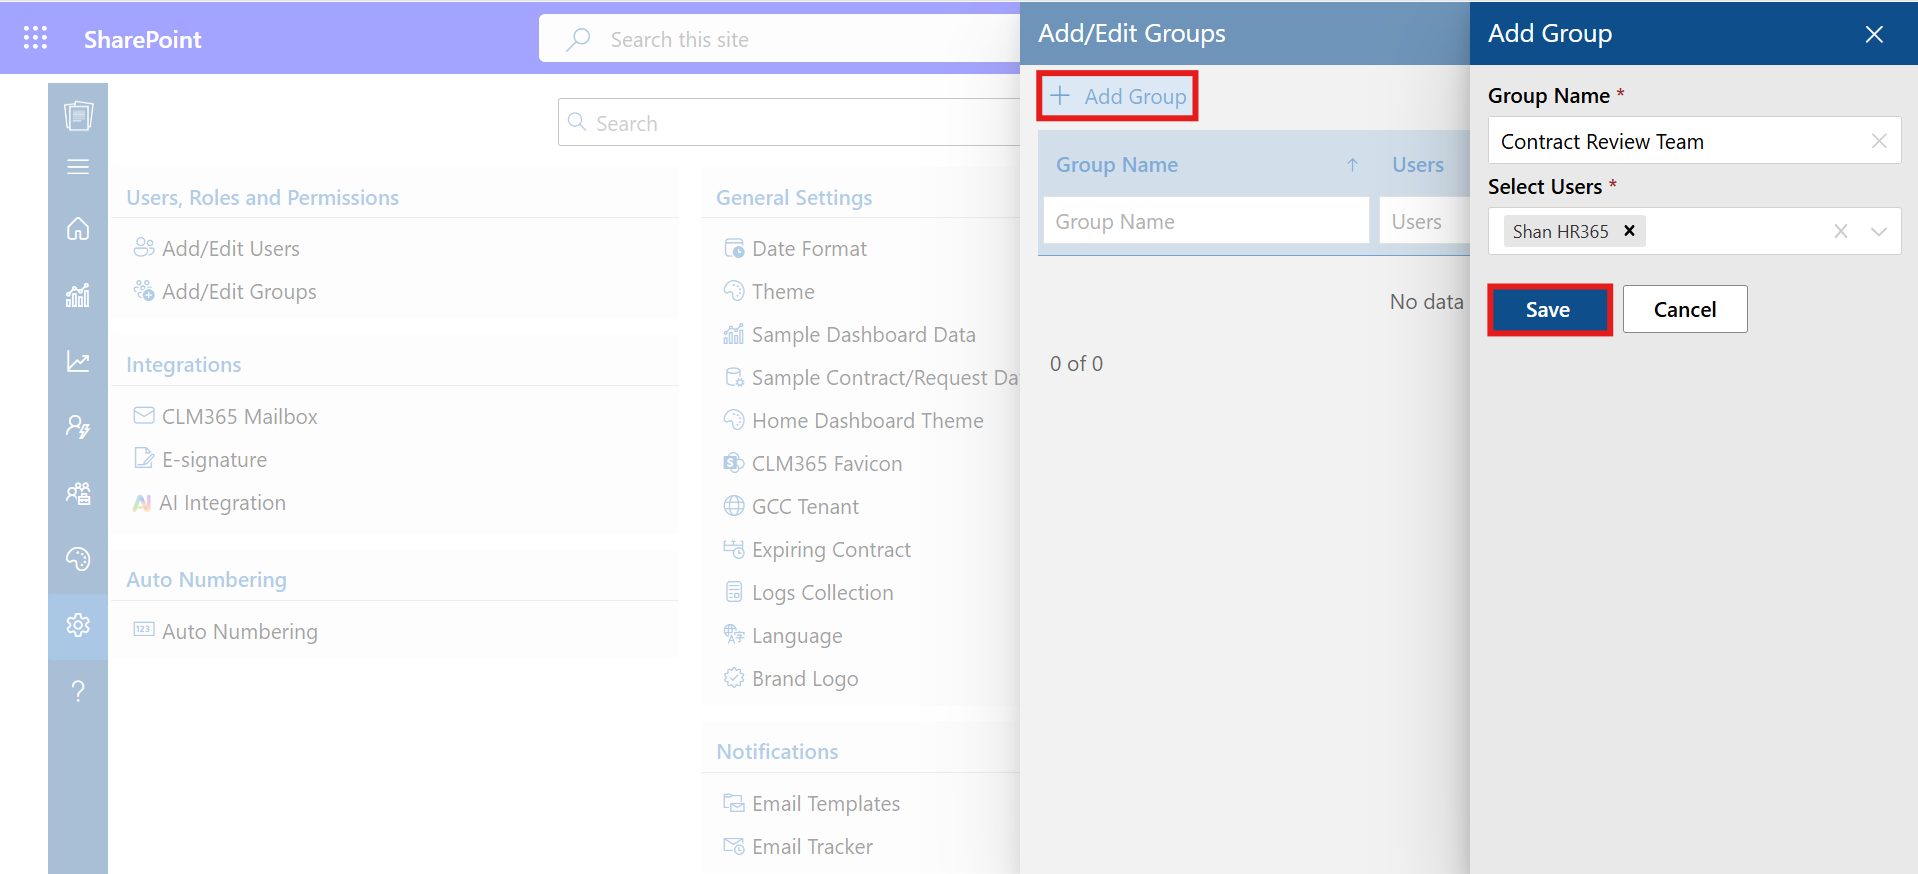 SharePoint
Search this site
Search
Users, Roles and Permissions
Add/Edit Users
Add/Edit Groups
Integrations
CLM365 Mailbox
E-signature
AI Integration
Auto Numbering
123 Auto Numbering
General Settings
Date Format
Theme
Sample Dashboard Data
Sample Contract/Request Da
Home Dashboard Theme
CLM365 Favicon
GCC Tenant
Expiring Contract
Logs Collection
Language
Brand Logo
Notifications
Email Templates
Email Tracker
Add/Edit Groups
+ Add Group
Group Name ↑ Users
Group Name Users
No data
0 of 0
Add Group
Group Name *
Contract Review Team
Select Users *
Shan HR365
Save Cancel